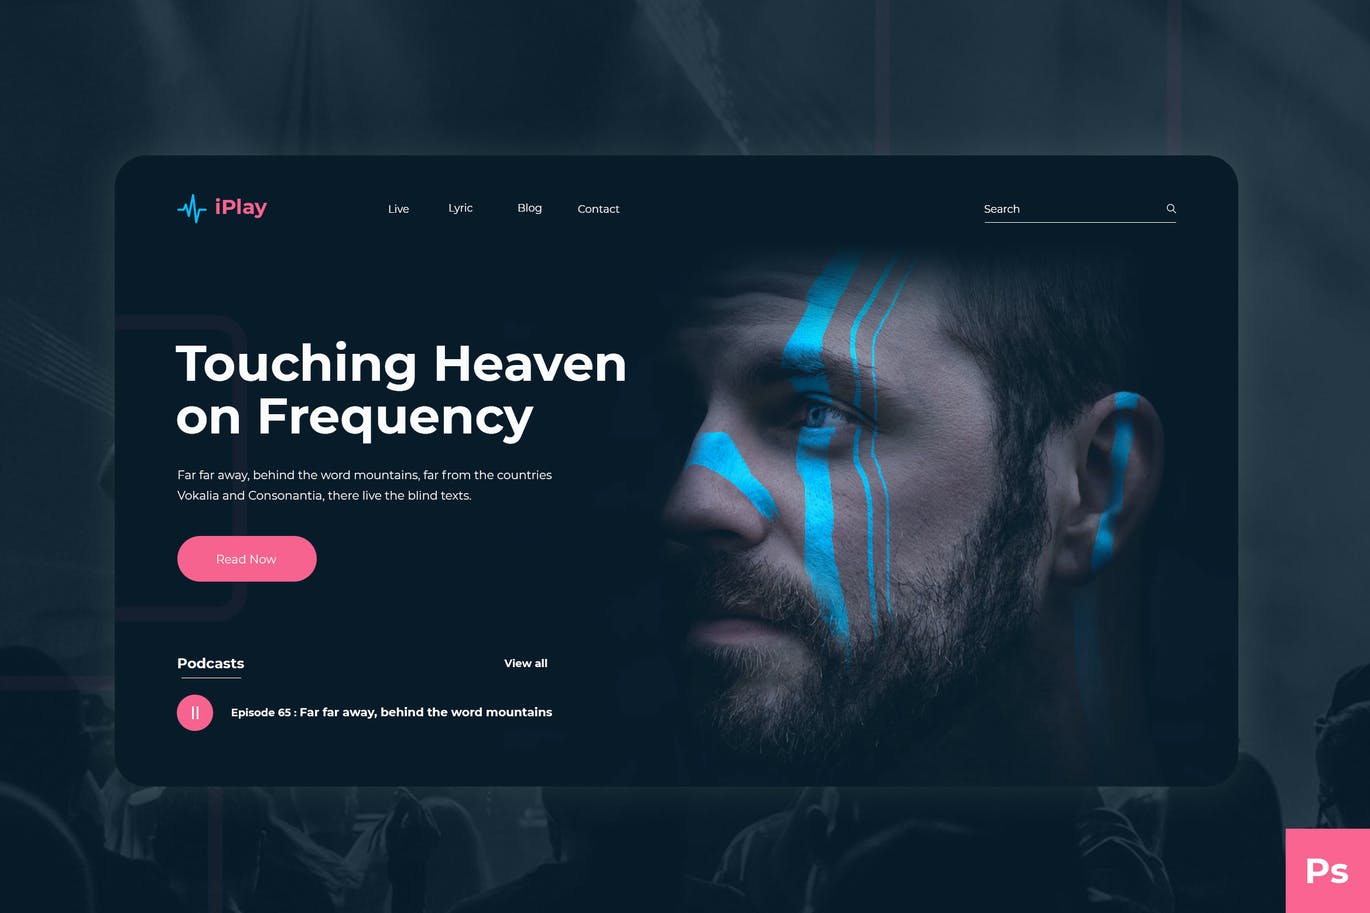 iPlay
Live
Lyric
Blog
Contact
Search
Touching Heaven
on Frequency
Far far away, behind the word mountains, far from the countries
Vokalia and Consonantia, there live the blind texts.
Read Now
Podcasts
View all
Episode 65 : Far far away, behind the word mountains
Ps